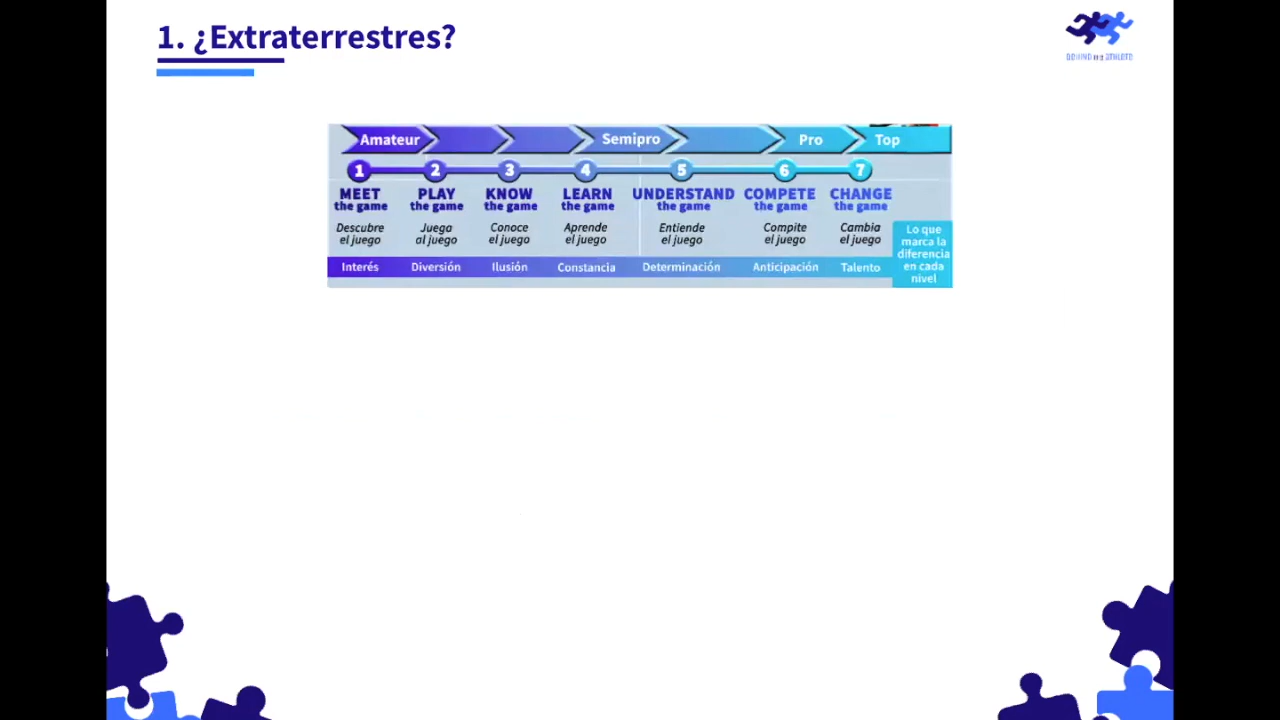 1. ¿Extraterrestres?
BEHIND THE ATHLETE
Amateur Semipro Pro Top
1 2 3 4 5 6 7
MEET PLAY KNOW LEARN UNDERSTAND COMPETE CHANGE
the game the game the game the game the game the game the game
Descubre Juega Conoce Aprende Entiende Compite Cambia
el juego al juego el juego el juego el juego el juego el juego
Interés Diversión Ilusión Constancia Determinación Anticipación Talento
Lo que
marca la
diferencia
en cada
nivel